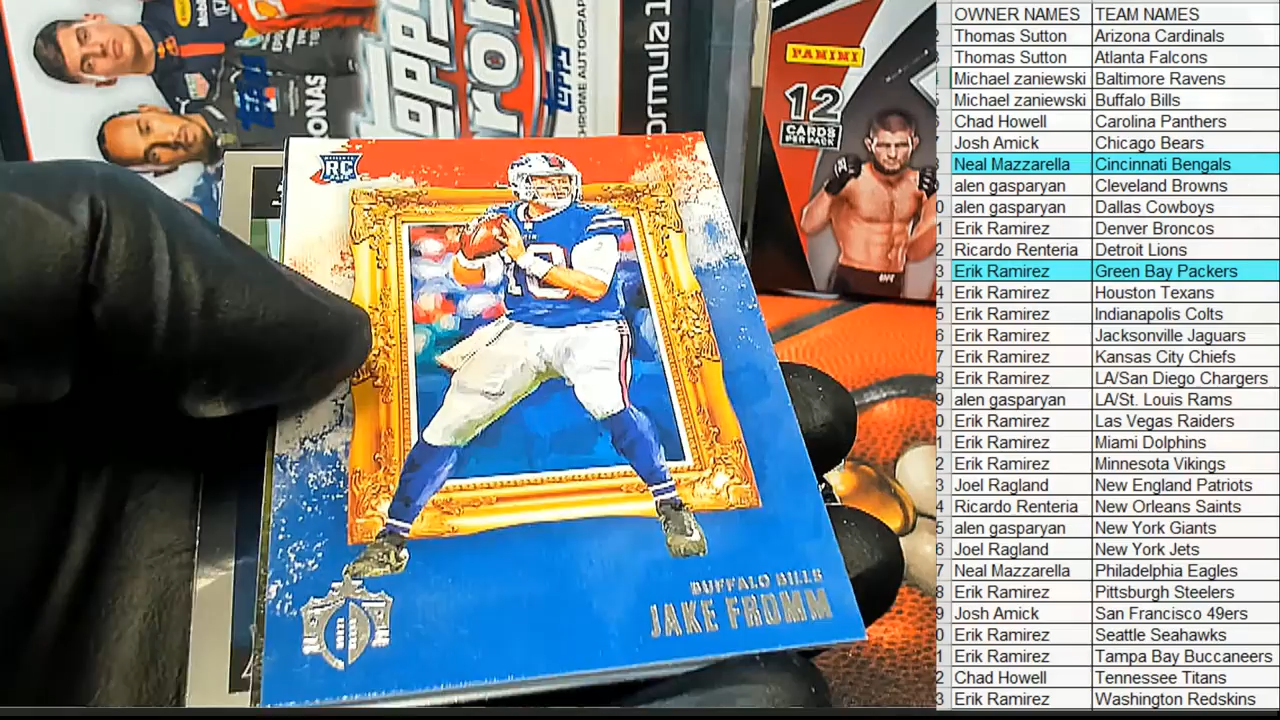 OWNER NAMES TEAM NAMES
Thomas Sutton Arizona Cardinals
Thomas Sutton Atlanta Falcons
Michael zaniewski Baltimore Ravens
Michael zaniewski Buffalo Bills
Chad Howell Carolina Panthers
Josh Amick Chicago Bears
Neal Mazzarella Cincinnati Bengals
alen gasparyan Cleveland Browns
alen gasparyan Dallas Cowboys
Erik Ramirez Denver Broncos
Ricardo Renteria Detroit Lions
Erik Ramirez Green Bay Packers
Erik Ramirez Houston Texans
Erik Ramirez Indianapolis Colts
Erik Ramirez Jacksonville Jaguars
Erik Ramirez Kansas City Chiefs
Erik Ramirez LA/San Diego Chargers
alen gasparyan LA/St. Louis Rams
Erik Ramirez Las Vegas Raiders
Erik Ramirez Miami Dolphins
Erik Ramirez Minnesota Vikings
Joel Ragland New England Patriots
Ricardo Renteria New Orleans Saints
alen gasparyan New York Giants
Joel Ragland New York Jets
Neal Mazzarella Philadelphia Eagles
Erik Ramirez Pittsburgh Steelers
Josh Amick San Francisco 49ers
Erik Ramirez Seattle Seahawks
Erik Ramirez Tampa Bay Buccaneers
Chad Howell Tennessee Titans
Erik Ramirez Washington Redskins
RC
BUFFALO BILLS
JAKE FROMM
PANINI
12
CARDS
PER PACK
UFC
TOPPS